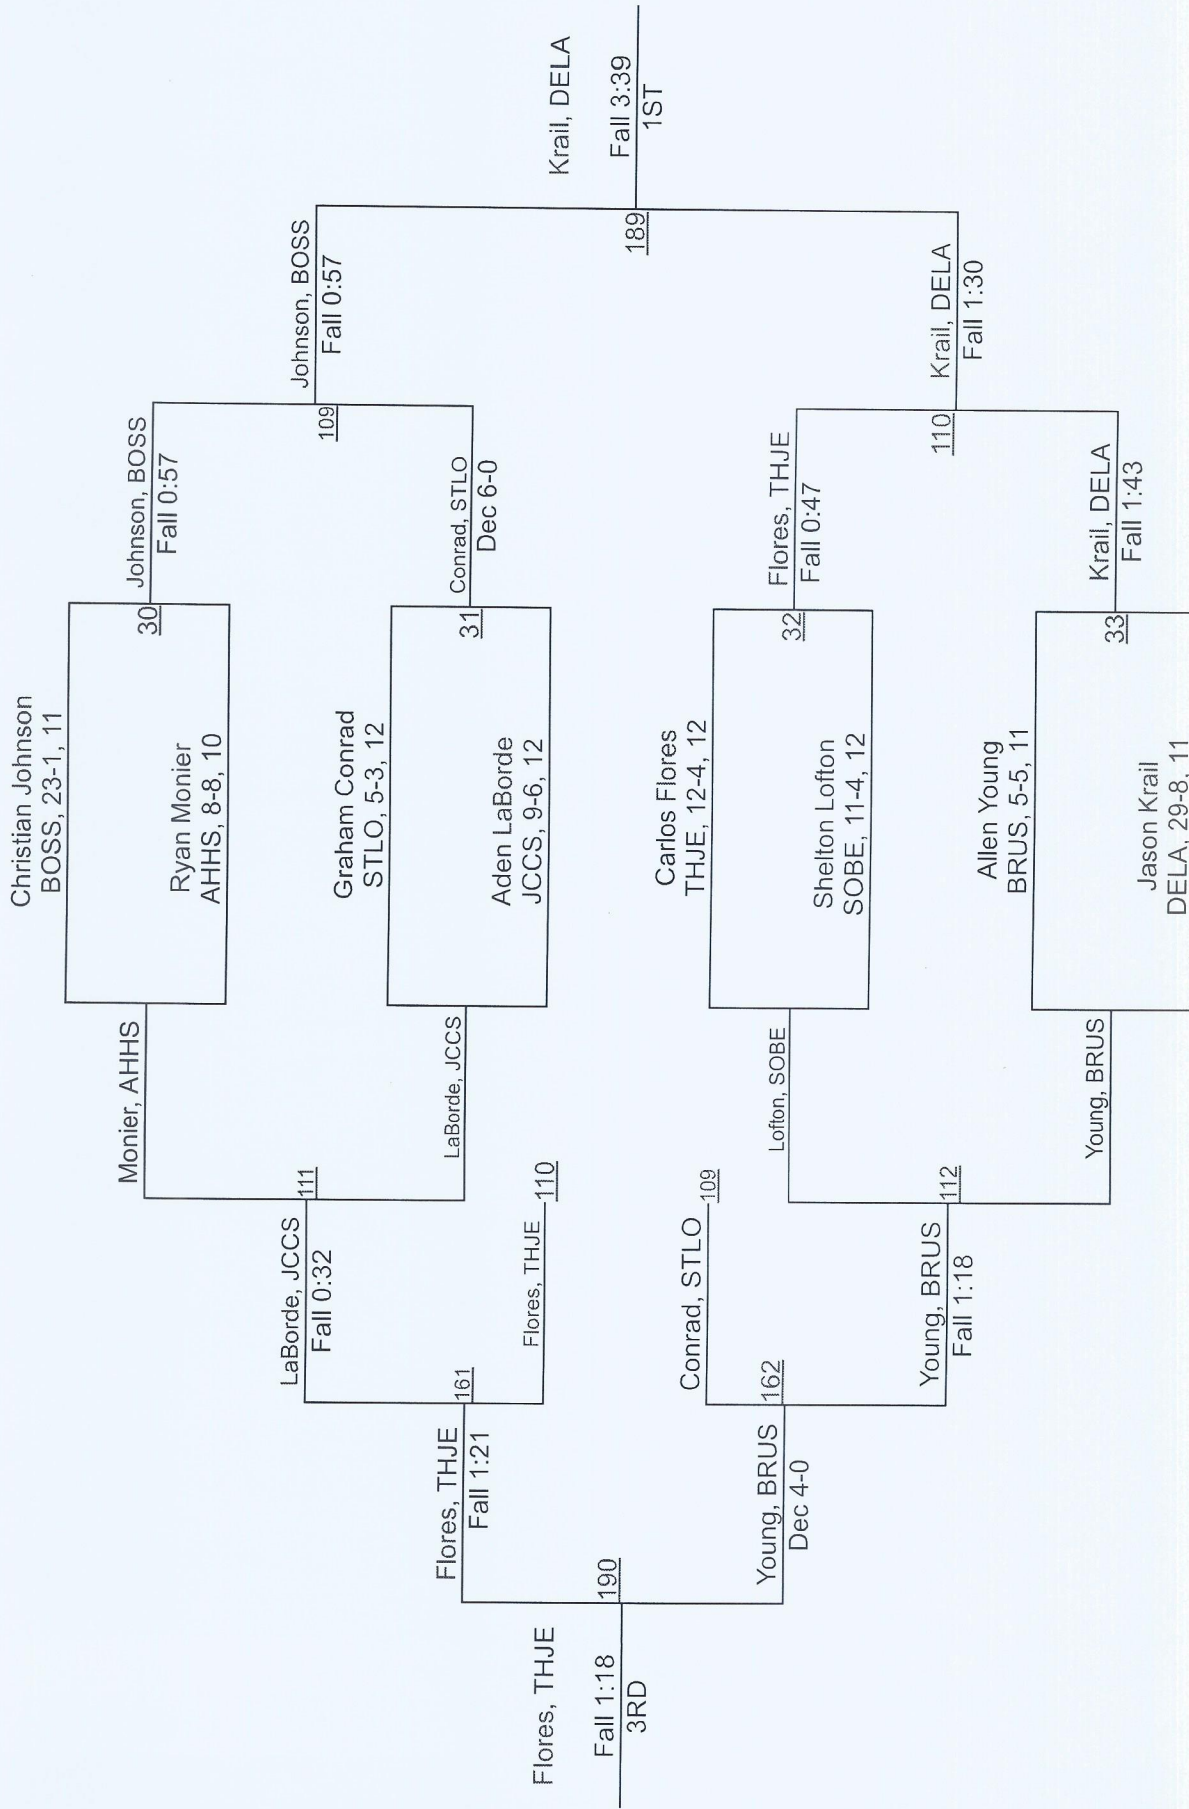 Christian Johnson
BOSS, 23-1, 11
Ryan Monier
AHHS, 8-8, 10
Graham Conrad
STLO, 5-3, 12
Aden LaBorde
JCCS, 9-6, 12
Carlos Flores
THJE, 12-4, 12
Shelton Lofton
SOBE, 11-4, 12
Allen Young
BRUS, 5-5, 11
Jason Krail
DELA, 29-8, 11
30
Johnson, BOSS
Fall 0:57
31
Conrad, STLO
Dec 6-0
32
Flores, THJE
Fall 0:47
33
Krail, DELA
Fall 1:43
109
Johnson, BOSS
Fall 0:57
110
Krail, DELA
Fall 1:30
189
Krail, DELA
Fall 3:39
1ST
Monier, AHHS
LaBorde, JCCS
Lofton, SOBE
Young, BRUS
111
LaBorde, JCCS
Fall 0:32
110
Flores, THJE
109
Conrad, STLO
112
Young, BRUS
Fall 1:18
161
Flores, THJE
Fall 1:21
162
Young, BRUS
Dec 4-0
190
Flores, THJE
Fall 1:18
3RD